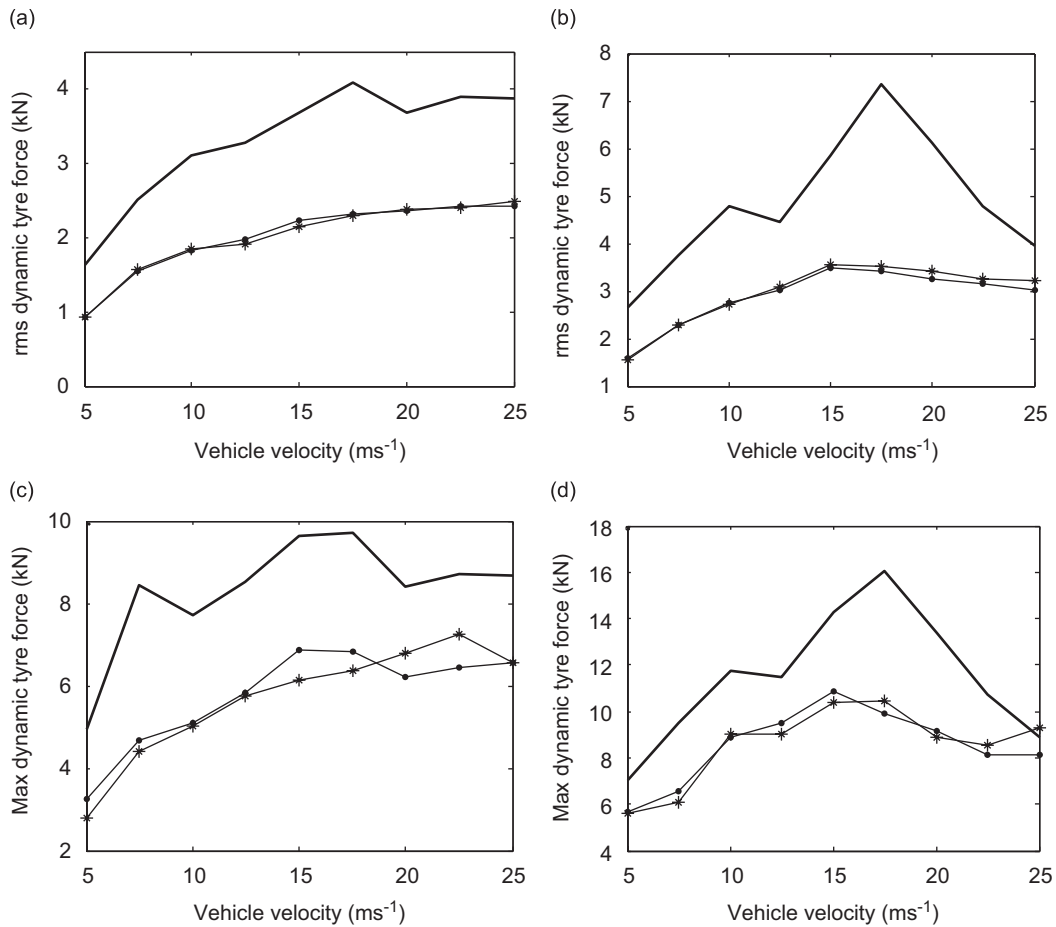 (a)
rms dynamic tyre force (kN)
4
3
2
1
0
5 10 15 20 25
Vehicle velocity (ms⁻¹)
(b)
rms dynamic tyre force (kN)
8
7
6
5
4
3
2
1
5 10 15 20 25
Vehicle velocity (ms⁻¹)
(c)
Max dynamic tyre force (kN)
10
8
6
4
2
5 10 15 20 25
Vehicle velocity (ms⁻¹)
(d)
Max dynamic tyre force (kN)
18
16
14
12
10
8
6
4
5 10 15 20 25
Vehicle velocity (ms⁻¹)